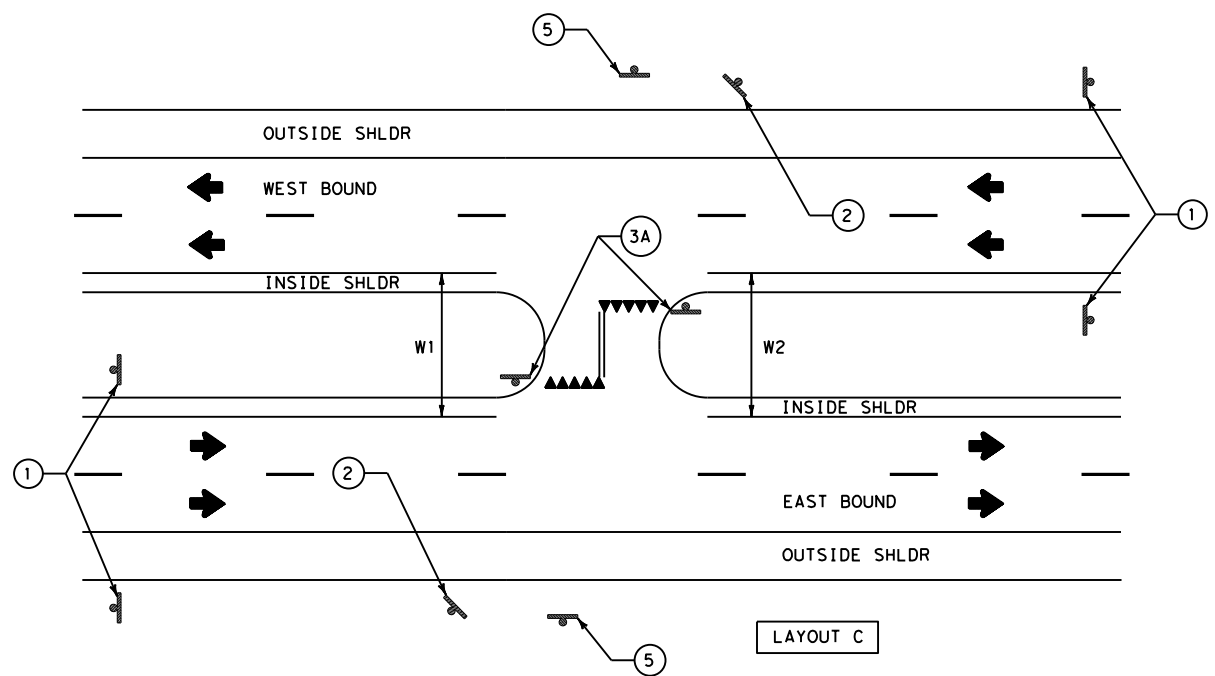 5
OUTSIDE SHLDR
WEST BOUND
2
1
3A
INSIDE SHLDR
W1
W2
INSIDE SHLDR
1
2
EAST BOUND
OUTSIDE SHLDR
LAYOUT C
5